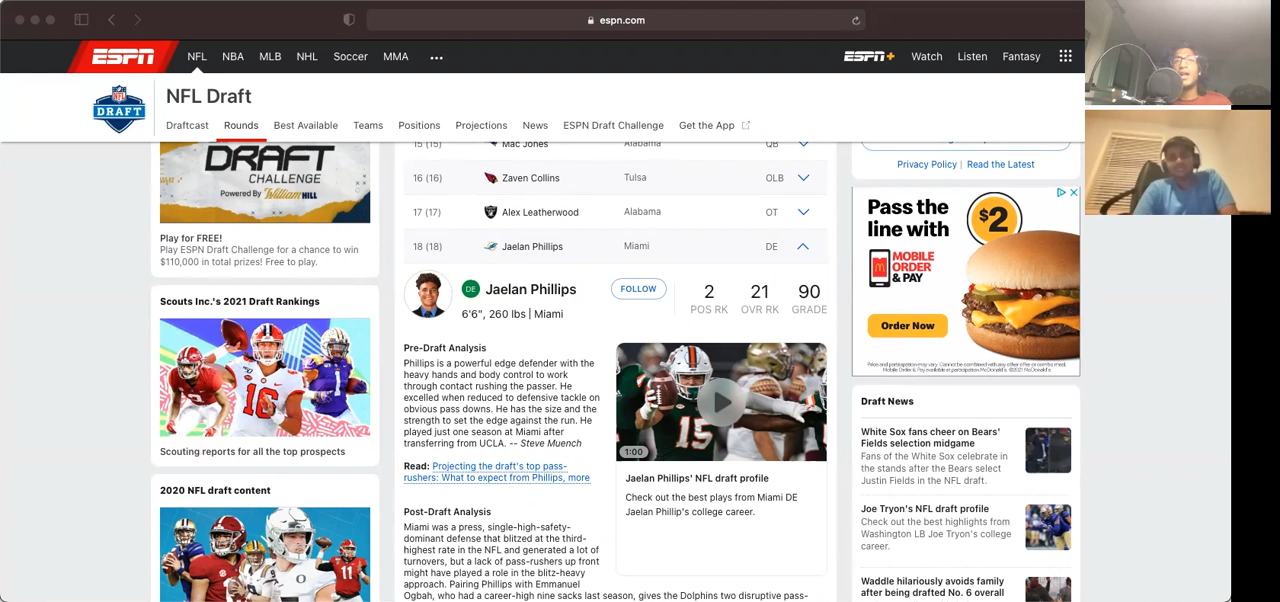 espn.com
ESPN NFL NBA MLB NHL Soccer MMA ••• ESPN+ Watch Listen Fantasy
NFL Draft
DRAFT
Draftcast Rounds Best Available Teams Positions Projections News ESPN Draft Challenge Get the App
DRAFT
CHALLENGE
Powered By William HILL
Play for FREE!
Play ESPN Draft Challenge for a chance to win
$110,000 in total prizes! Free to play.
Scouts Inc.'s 2021 Draft Rankings
Scouting reports for all the top prospects
2020 NFL draft content
15 (15) Mac Jones Alabama QB
16 (16) Zaven Collins Tulsa OLB
17 (17) Alex Leatherwood Alabama OT
18 (18) Jaelan Phillips Miami DE
DE Jaelan Phillips FOLLOW
6'6", 260 lbs | Miami
2 21 90
POS RK OVR RK GRADE
Pre-Draft Analysis
Phillips is a powerful edge defender with the
heavy hands and body control to work
through contact rushing the passer. He
excelled when reduced to defensive tackle on
obvious pass downs. He has the size and the
strength to set the edge against the run. He
played just one season at Miami after
transferring from UCLA. -- Steve Muench
Read: Projecting the draft's top pass-
rushers: What to expect from Phillips, more
Post-Draft Analysis
Miami was a press, single-high-safety-
dominant defense that blitzed at the third-
highest rate in the NFL and generated a lot of
turnovers, but a lack of pass-rushers up front
might have played a role in the blitz-heavy
approach. Pairing Phillips with Emmanuel
Ogbah, who had a career-high nine sacks last season, gives the Dolphins two disruptive pass-
15
1:00
Jaelan Phillips' NFL draft profile
Check out the best plays from Miami DE
Jaelan Phillip's college career.
Privacy Policy | Read the Latest
Pass the
line with
$2
MOBILE
ORDER
& PAY
Order Now
Draft News
White Sox fans cheer on Bears'
Fields selection midgame
Fans of the White Sox celebrate in
the stands after the Bears select
Justin Fields in the NFL draft.
Joe Tryon's NFL draft profile
Check out the best highlights from
Washington LB Joe Tryon's college
career.
Waddle hilariously avoids family
after being drafted No. 6 overall
16
1
11